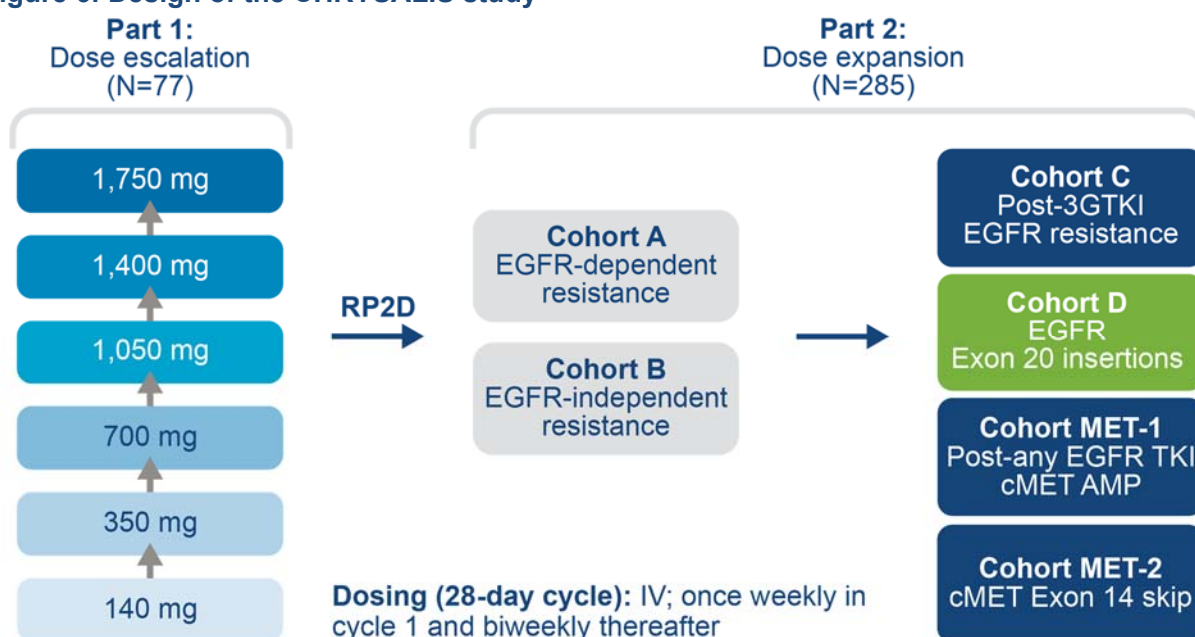 Part 1:
Dose escalation
(N=77)
1,750 mg
1,400 mg
1,050 mg
700 mg
350 mg
140 mg
RP2D
Part 2:
Dose expansion
(N=285)
Cohort A
EGFR-dependent
resistance
Cohort B
EGFR-independent
resistance
Cohort C
Post-3GTKI
EGFR resistance
Cohort D
EGFR
Exon 20 insertions
Cohort MET-1
Post-any EGFR TKI
cMET AMP
Cohort MET-2
cMET Exon 14 skip
Dosing (28-day cycle): IV; once weekly in
cycle 1 and biweekly thereafter